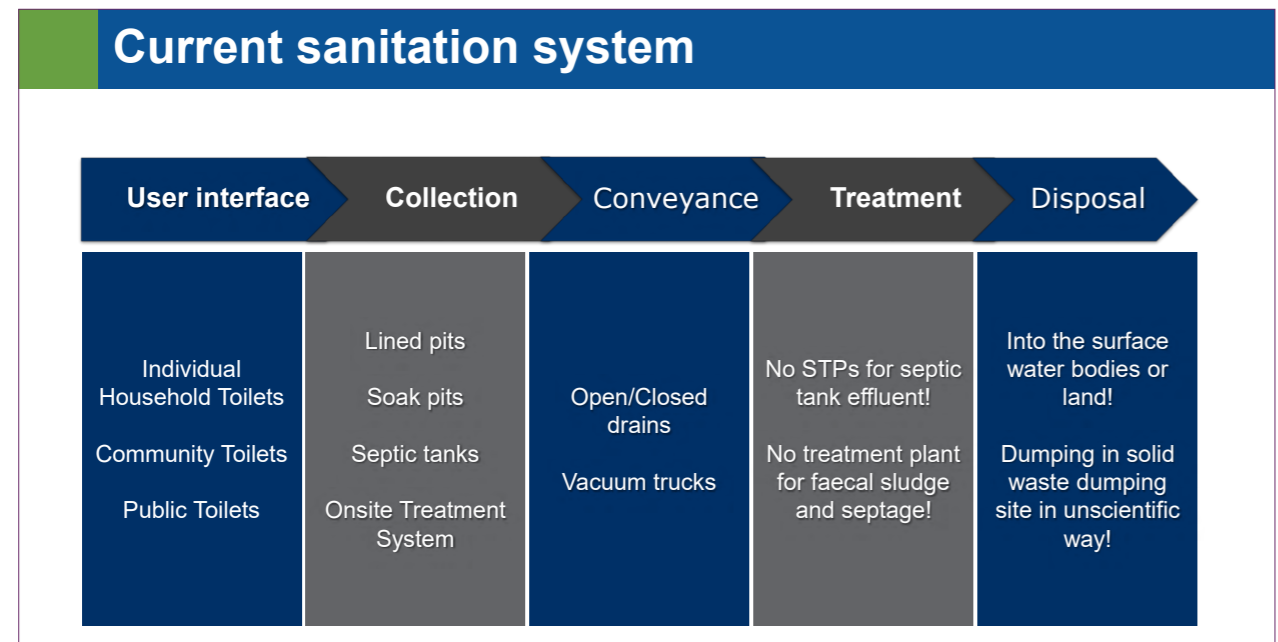 Current sanitation system
User interface
Collection
Conveyance
Treatment
Disposal
Individual
Household Toilets
Community Toilets
Public Toilets
Lined pits
Soak pits
Septic tanks
Onsite Treatment
System
Open/Closed
drains
Vacuum trucks
No STPs for septic
tank effluent!
No treatment plant
for faecal sludge
and septage!
Into the surface
water bodies or
land!
Dumping in solid
waste dumping
site in unscientific
way!